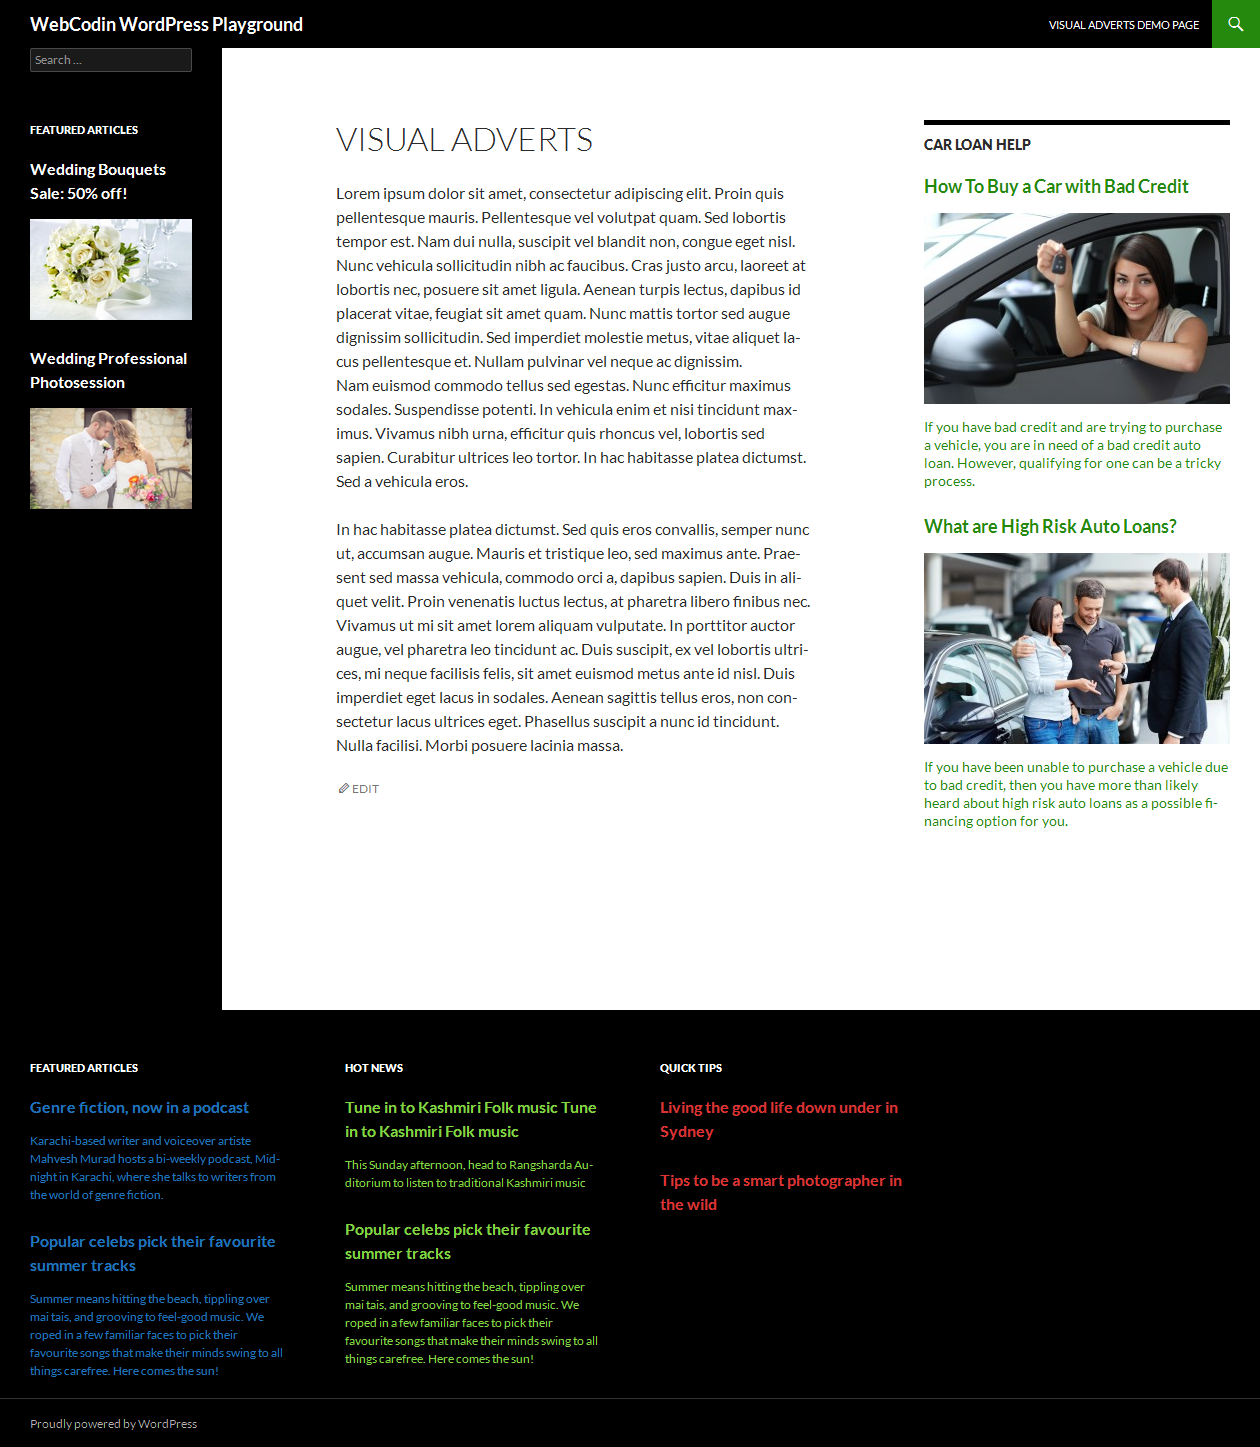 WebCodin WordPress Playground
VISUAL ADVERTS DEMO PAGE
Search ...
FEATURED ARTICLES
Wedding Bouquets
Sale: 50% off!
Wedding Professional
Photosession
VISUAL ADVERTS
Lorem ipsum dolor sit amet, consectetur adipiscing elit. Proin quis
pellentesque mauris. Pellentesque vel volutpat quam. Sed lobortis
tempor est. Nam dui nulla, suscipit vel blandit non, congue eget nisl.
Nunc vehicula sollicitudin nibh ac faucibus. Cras justo arcu, laoreet at
lobortis nec, posuere sit amet ligula. Aenean turpis lectus, dapibus id
placerat vitae, feugiat sit amet quam. Nunc mattis tortor sed augue
dignissim sollicitudin. Sed imperdiet molestie metus, vitae aliquet la-
cus pellentesque et. Nullam pulvinar vel neque ac dignissim.
Nam euismod commodo tellus sed egestas. Nunc efficitur maximus
sodales. Suspendisse potenti. In vehicula enim et nisi tincidunt max-
imus. Vivamus nibh urna, efficitur quis rhoncus vel, lobortis sed
sapien. Curabitur ultrices leo tortor. In hac habitasse platea dictumst.
Sed a vehicula eros.
In hac habitasse platea dictumst. Sed quis eros convallis, semper nunc
ut, accumsan augue. Mauris et tristique leo, sed maximus ante. Prae-
sent sed massa vehicula, commodo orci a, dapibus sapien. Duis in ali-
quet velit. Proin venenatis luctus lectus, at pharetra libero finibus nec.
Vivamus ut mi sit amet lorem aliquam vulputate. In porttitor auctor
augue, vel pharetra leo tincidunt ac. Duis suscipit, ex vel lobortis ultri-
ces, mi neque facilisis felis, sit amet euismod metus ante id nisl. Duis
imperdiet eget lacus in sodales. Aenean sagittis tellus eros, non con-
sectetur lacus ultrices eget. Phasellus suscipit a nunc id tincidunt.
Nulla facilisi. Morbi posuere lacinia massa.
EDIT
CAR LOAN HELP
How To Buy a Car with Bad Credit
If you have bad credit and are trying to purchase
a vehicle, you are in need of a bad credit auto
loan. However, qualifying for one can be a tricky
process.
What are High Risk Auto Loans?
If you have been unable to purchase a vehicle due
to bad credit, then you have more than likely
heard about high risk auto loans as a possible fi-
nancing option for you.
FEATURED ARTICLES
Genre fiction, now in a podcast
Karachi-based writer and voiceover artiste
Mahvesh Murad hosts a bi-weekly podcast, Mid-
night in Karachi, where she talks to writers from
the world of genre fiction.
Popular celebs pick their favourite
summer tracks
Summer means hitting the beach, tippling over
mai tais, and grooving to feel-good music. We
roped in a few familiar faces to pick their
favourite songs that make their minds swing to all
things carefree. Here comes the sun!
HOT NEWS
Tune in to Kashmiri Folk music Tune
in to Kashmiri Folk music
This Sunday afternoon, head to Rangsharda Au-
ditorium to listen to traditional Kashmiri music
Popular celebs pick their favourite
summer tracks
Summer means hitting the beach, tippling over
mai tais, and grooving to feel-good music. We
roped in a few familiar faces to pick their
favourite songs that make their minds swing to all
things carefree. Here comes the sun!
QUICK TIPS
Living the good life down under in
Sydney
Tips to be a smart photographer in
the wild
Proudly powered by WordPress